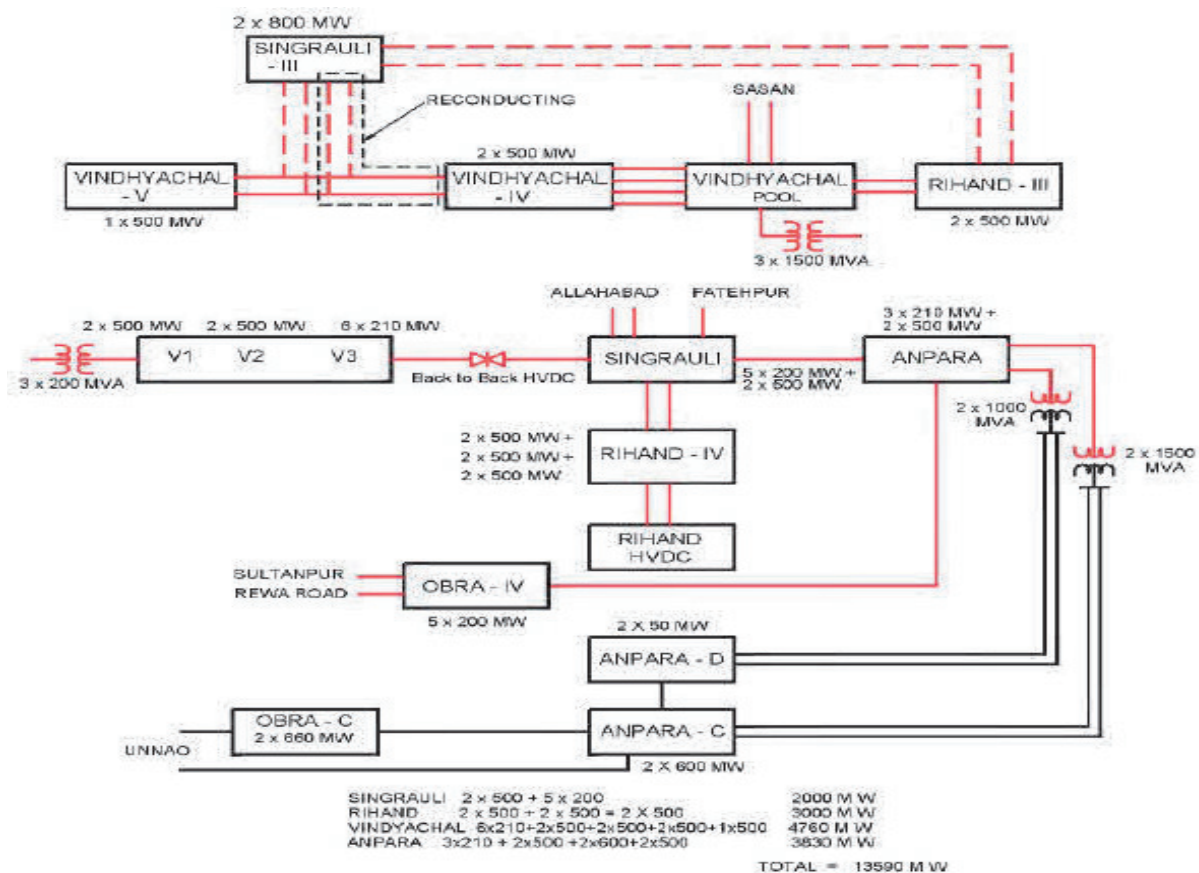 2 x 800 MW
SINGRAULI
- III
RECONDUCTING
SASAN
2 x 500 MW
VINDHYACHAL
- V
VINDHYACHAL
- IV
VINDHYACHAL
POOL
RIHAND - III
1 x 500 MW
2 x 500 MW
3 x 1500 MVA
ALLAHABAD
FATEHPUR
2 x 500 MW
2 x 500 MW
6 x 210 MW
3 x 210 MW +
2 x 500 MW
V1
V2
V3
SINGRAULI
ANPARA
3 x 200 MVA
Back to Back HVDC
5 x 200 MW +
2 x 500 MW
2 x 1000
MVA
2 x 500 MW +
2 x 500 MW +
2 x 500 MW
RIHAND - IV
2 x 1500
MVA
RIHAND
HVDC
SULTANPUR
REWA ROAD
OBRA - IV
5 x 200 MW
2 X 50 MW
ANPARA - D
OBRA - C
2 x 660 MW
ANPARA - C
UNNAO
2 X 600 MW
SINGRAULI 2 x 500 + 5 x 200 2000 M W
RIHAND 2 x 500 + 2 x 500 = 2 X 500 3000 M W
VINDYACHAL 6x210+2x500+2x500+2x500+1x500 4760 M W
ANPARA 3x210 + 2x500 +2x600+2x500 3830 M W
TOTAL = 13590 M W